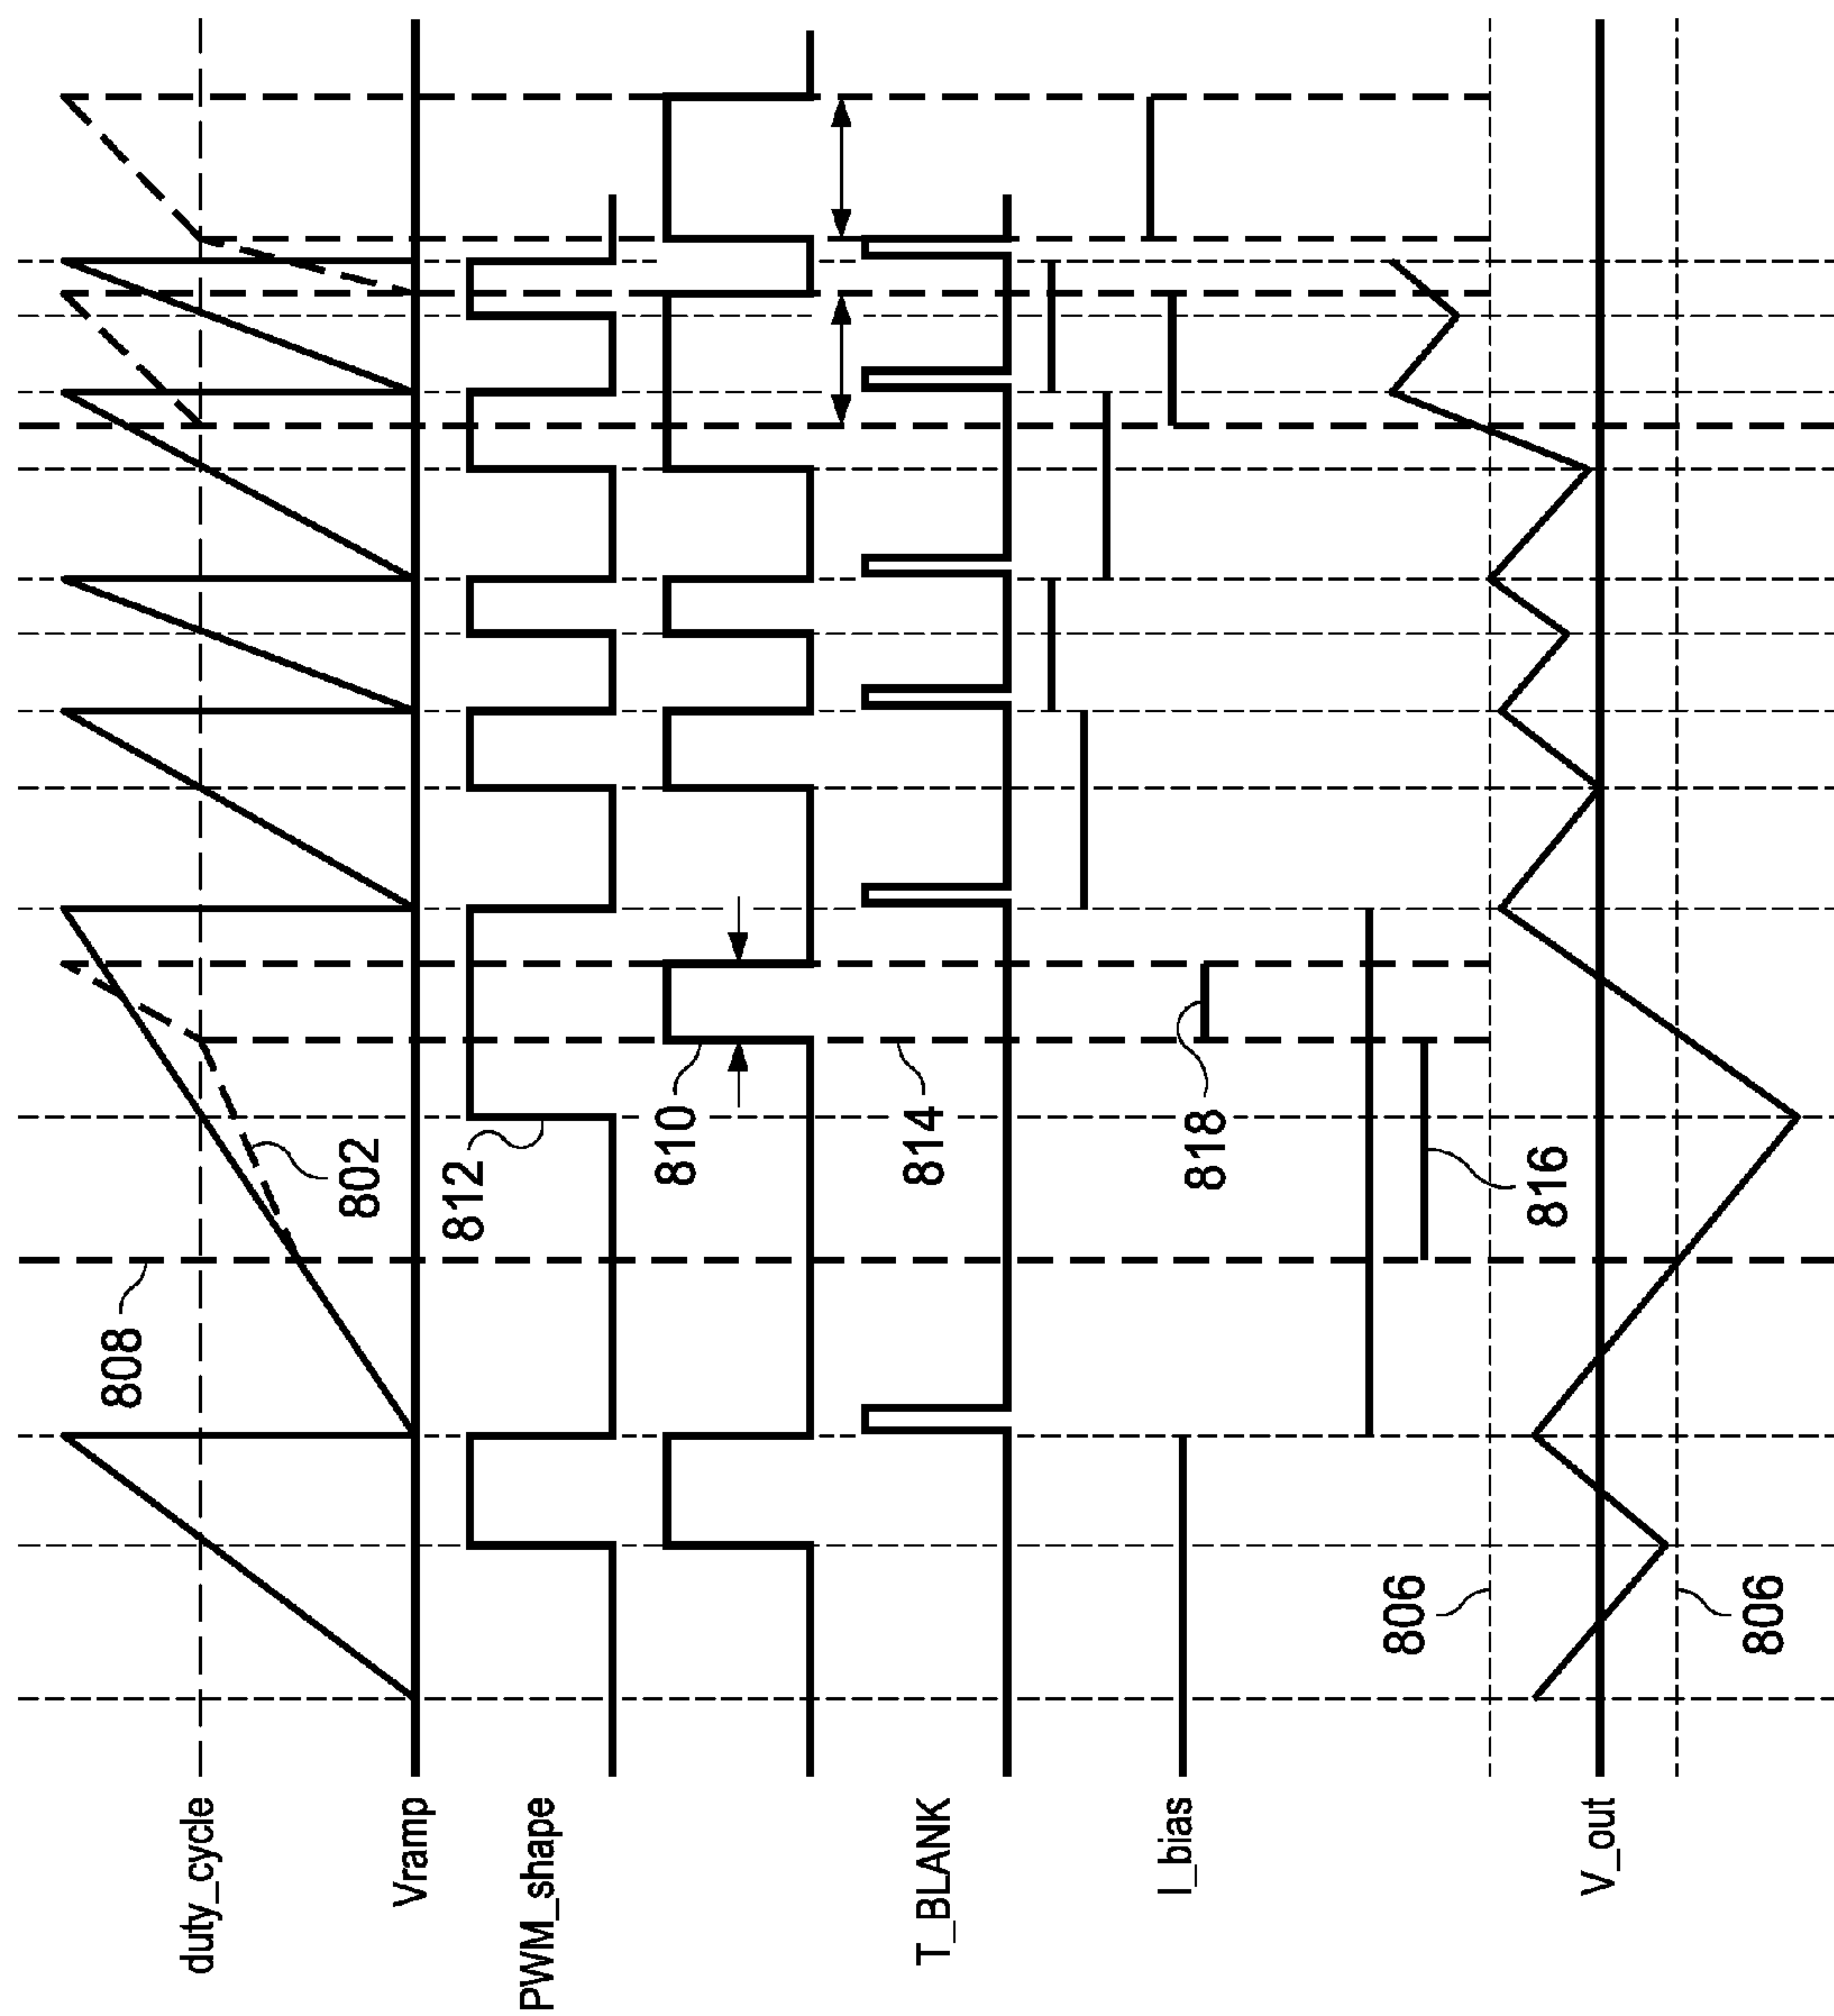 duty_cycle
808
802
Vramp
812
PWM_shape
810
814
T_BLANK
818
I_bias
816
806
V_out
806